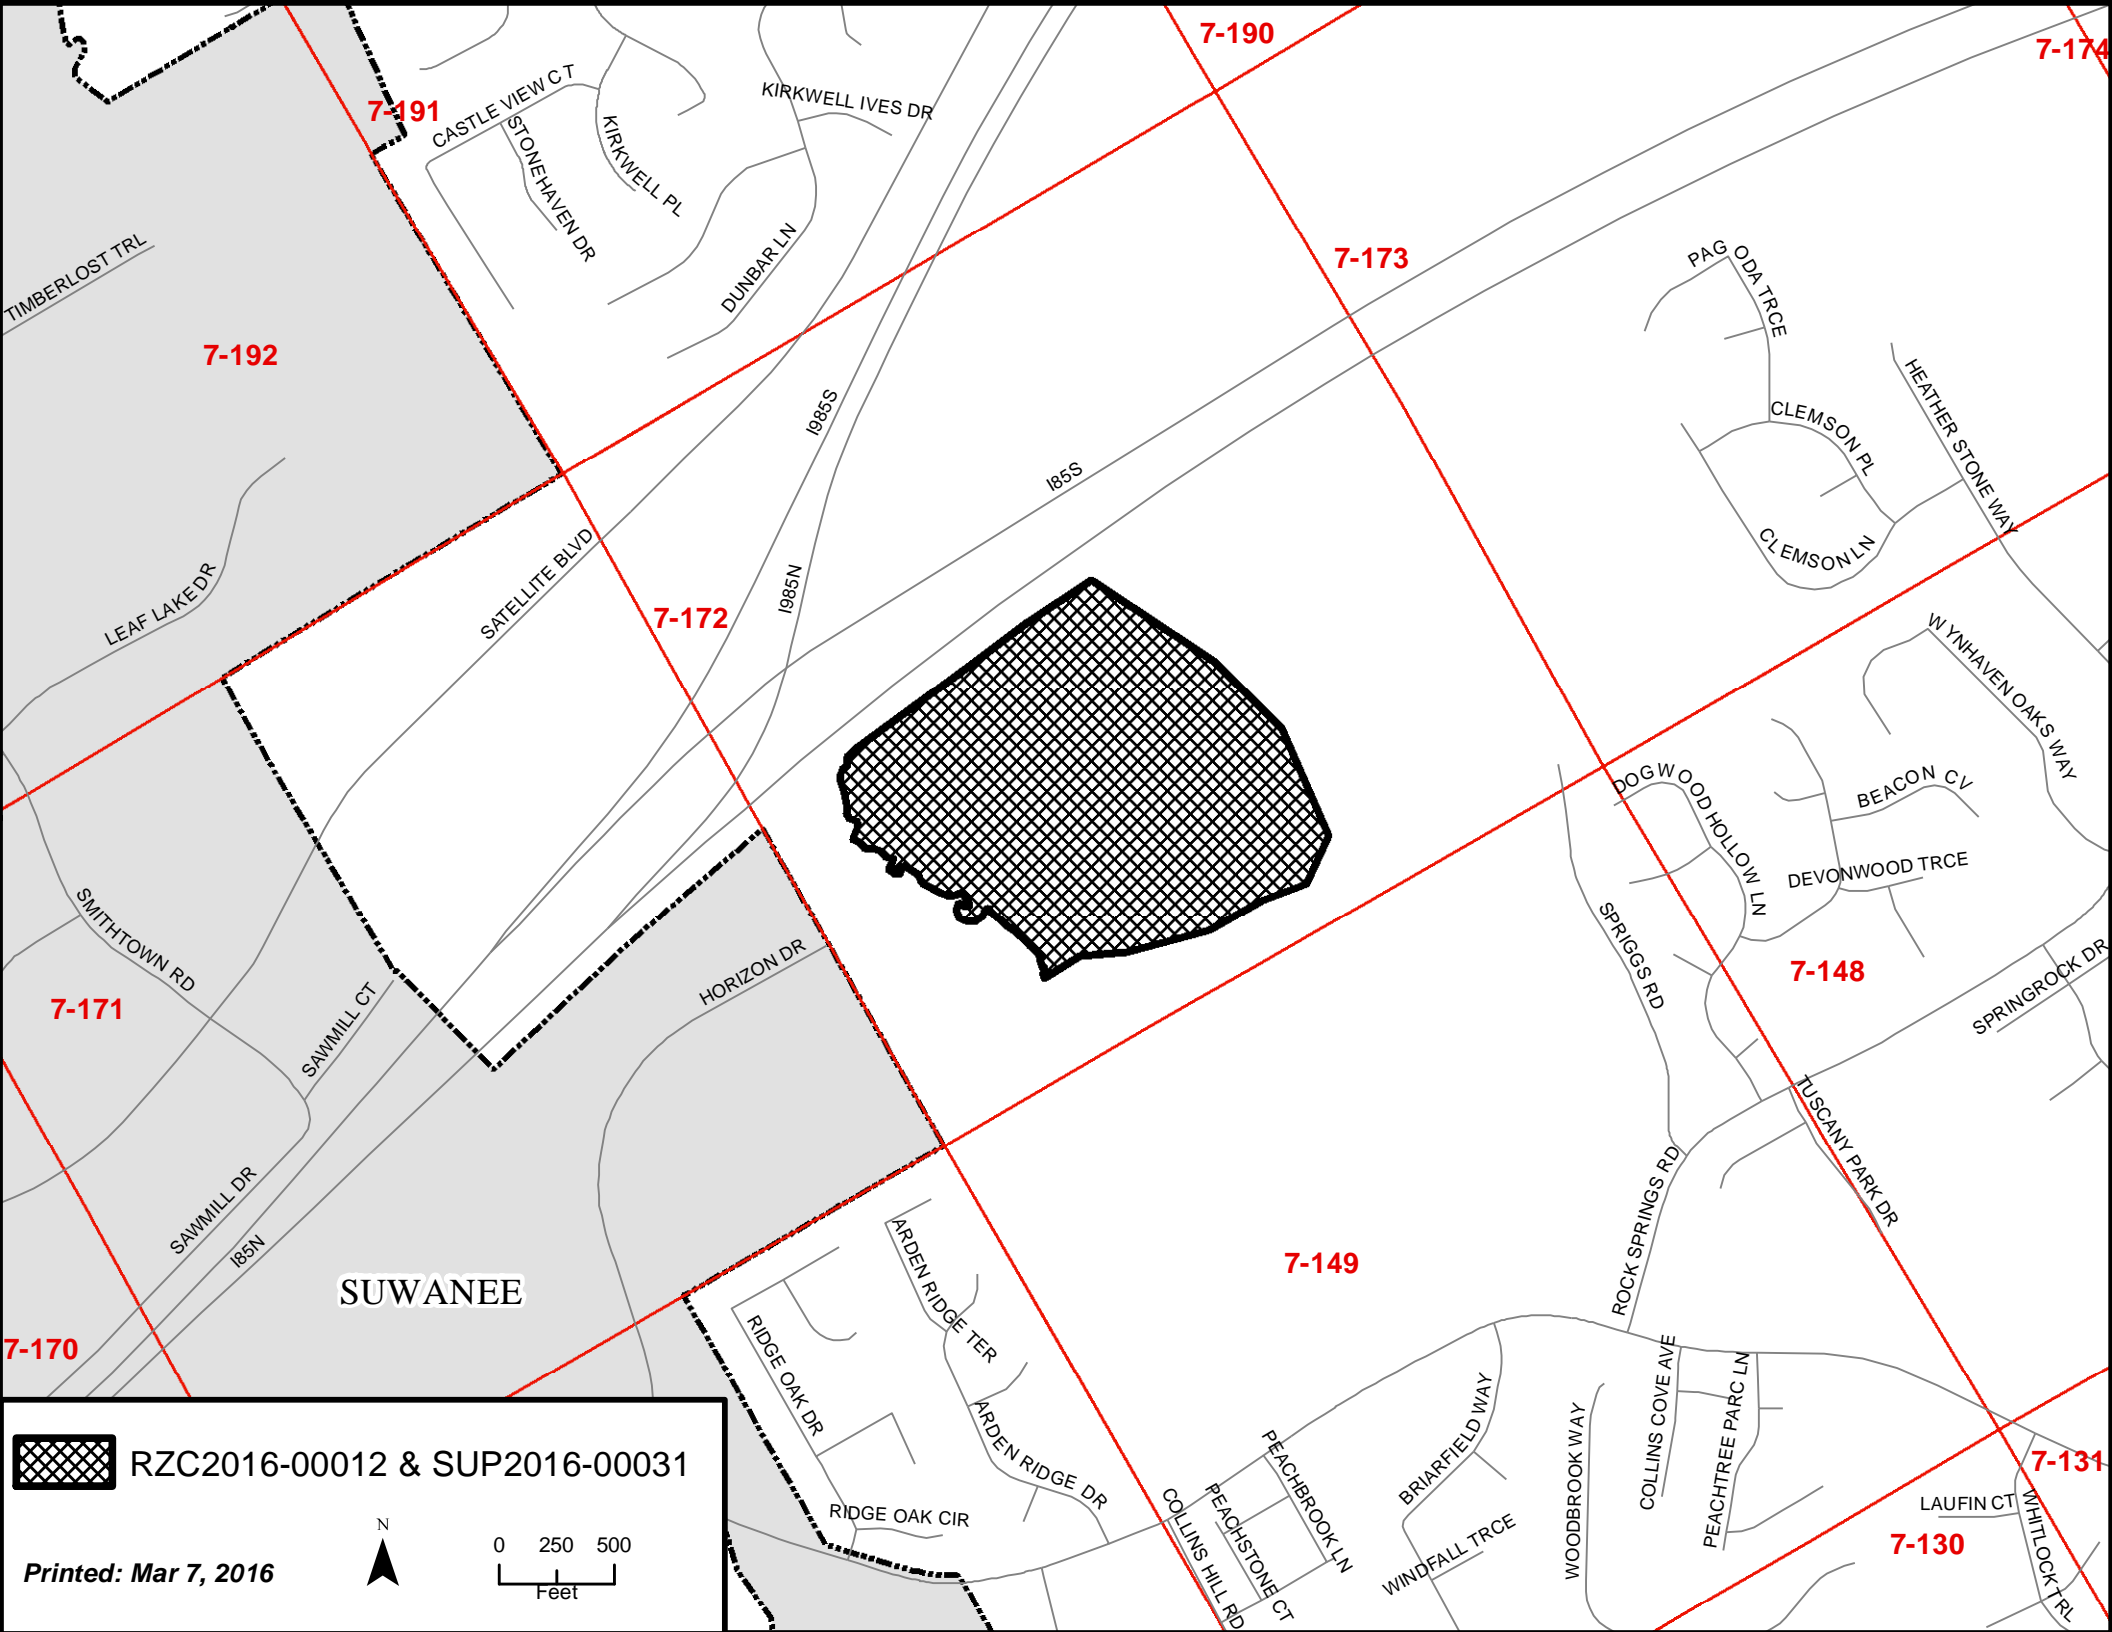 7-190
7-174
7-191
CASTLE VIEW CT
KIRKWELL IVES DR
STONEHAVEN DR
KIRKWELL PL
DUNBAR LN
TIMBERLOST TRL
7-192
7-173
PAGODA TRCE
I985S
I85S
CLEMSON PL
HEATHER STONE WAY
CLEMSON LN
SATELLITE BLVD
LEAF LAKE DR
7-172
I985N
WYNHAVEN OAKS WAY
DOGWOOD HOLLOW LN
BEACON CV
DEVONWOOD TRCE
SMITHTOWN RD
SPRIGGS RD
7-148
SPRINGROCK DR
HORIZON DR
7-171
SAWMILL CT
TUSCANY PARK DR
ROCK SPRINGS RD
SAWMILL DR
I85N
SUWANEE
7-149
ARDEN RIDGE TER
7-170
RIDGE OAK DR
ARDEN RIDGE DR
COLLINS COVE AVE
PEACHTREE PARC LN
BRIARFIELD WAY
WOODBROOK WAY
PEACHBROOK LN
PEACHSTONE CT
COLLINS HILL RD
WINDFALL TRCE
RIDGE OAK CIR
7-131
LAUFIN CT
WHITLOCK TRL
7-130
RZC2016-00012 & SUP2016-00031
N
0 250 500
Feet
Printed: Mar 7, 2016